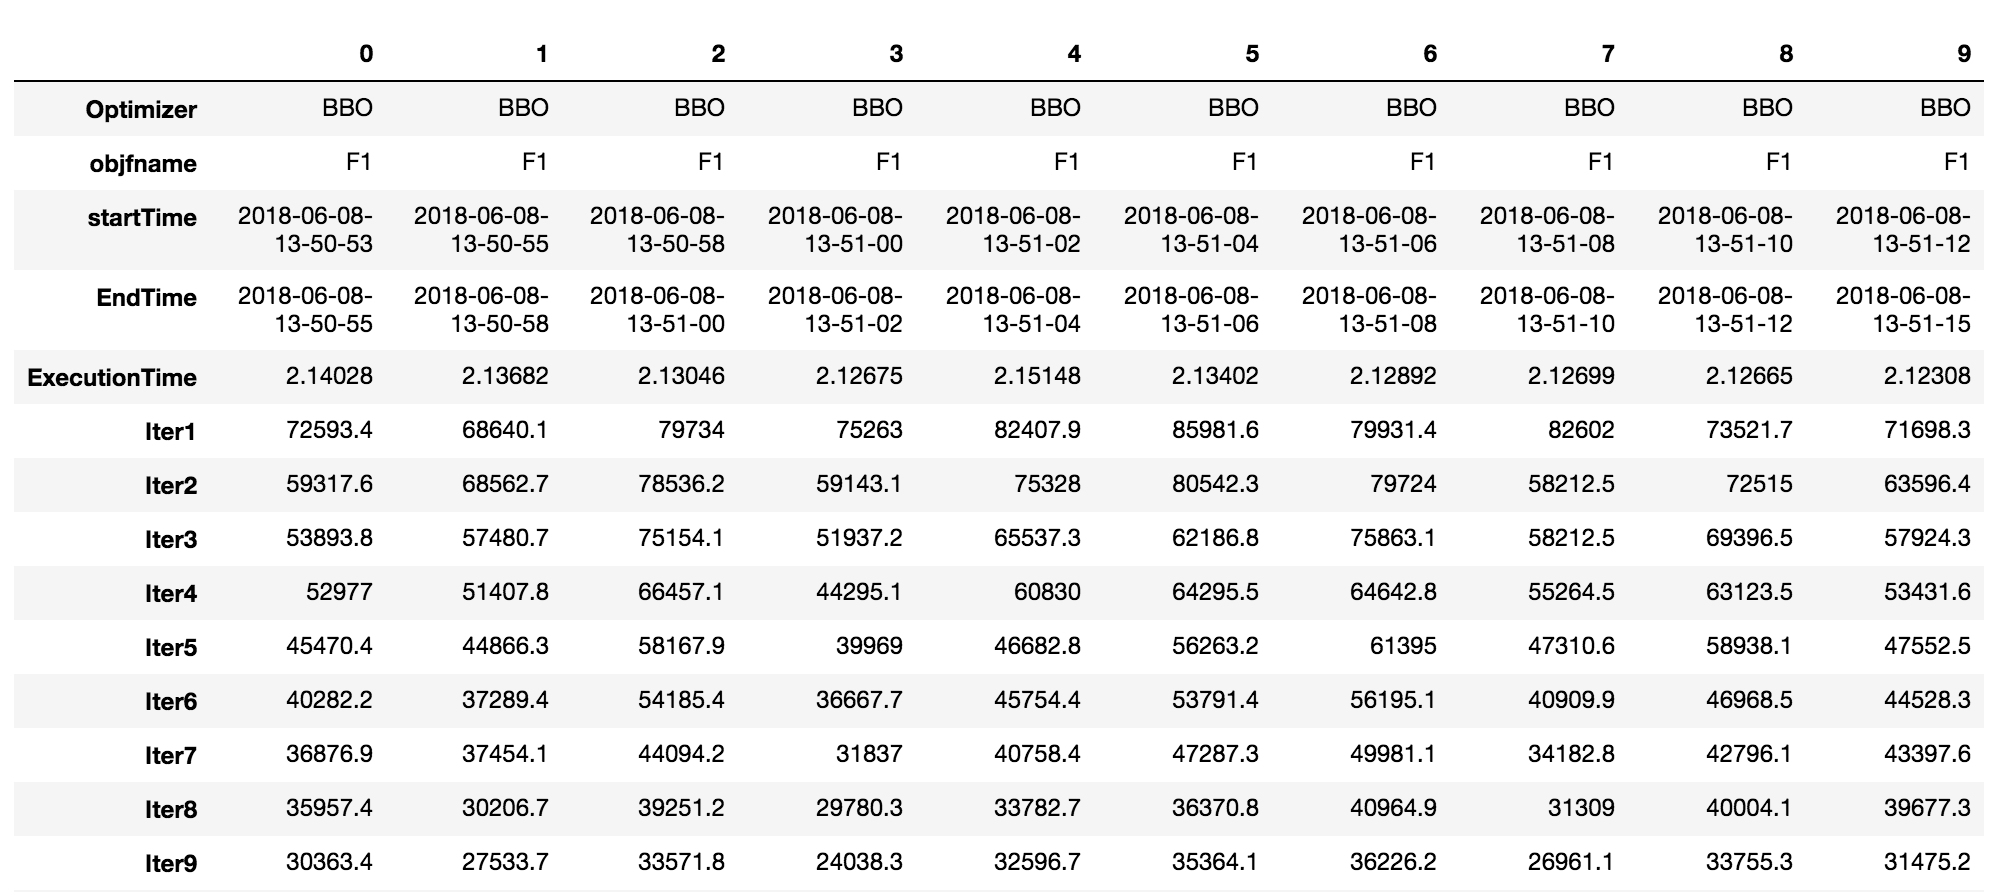 0 1 2 3 4 5 6 7 8 9
Optimizer BBO BBO BBO BBO BBO BBO BBO BBO BBO BBO
objfname F1 F1 F1 F1 F1 F1 F1 F1 F1 F1
startTime 2018-06-08- 2018-06-08- 2018-06-08- 2018-06-08- 2018-06-08- 2018-06-08- 2018-06-08- 2018-06-08- 2018-06-08- 2018-06-08-
13-50-53 13-50-55 13-50-58 13-51-00 13-51-02 13-51-04 13-51-06 13-51-08 13-51-10 13-51-12
EndTime 2018-06-08- 2018-06-08- 2018-06-08- 2018-06-08- 2018-06-08- 2018-06-08- 2018-06-08- 2018-06-08- 2018-06-08- 2018-06-08-
13-50-55 13-50-58 13-51-00 13-51-02 13-51-04 13-51-06 13-51-08 13-51-10 13-51-12 13-51-15
ExecutionTime 2.14028 2.13682 2.13046 2.12675 2.15148 2.13402 2.12892 2.12699 2.12665 2.12308
Iter1 72593.4 68640.1 79734 75263 82407.9 85981.6 79931.4 82602 73521.7 71698.3
Iter2 59317.6 68562.7 78536.2 59143.1 75328 80542.3 79724 58212.5 72515 63596.4
Iter3 53893.8 57480.7 75154.1 51937.2 65537.3 62186.8 75863.1 58212.5 69396.5 57924.3
Iter4 52977 51407.8 66457.1 44295.1 60830 64295.5 64642.8 55264.5 63123.5 53431.6
Iter5 45470.4 44866.3 58167.9 39969 46682.8 56263.2 61395 47310.6 58938.1 47552.5
Iter6 40282.2 37289.4 54185.4 36667.7 45754.4 53791.4 56195.1 40909.9 46968.5 44528.3
Iter7 36876.9 37454.1 44094.2 31837 40758.4 47287.3 49981.1 34182.8 42796.1 43397.6
Iter8 35957.4 30206.7 39251.2 29780.3 33782.7 36370.8 40964.9 31309 40004.1 39677.3
Iter9 30363.4 27533.7 33571.8 24038.3 32596.7 35364.1 36226.2 26961.1 33755.3 31475.2